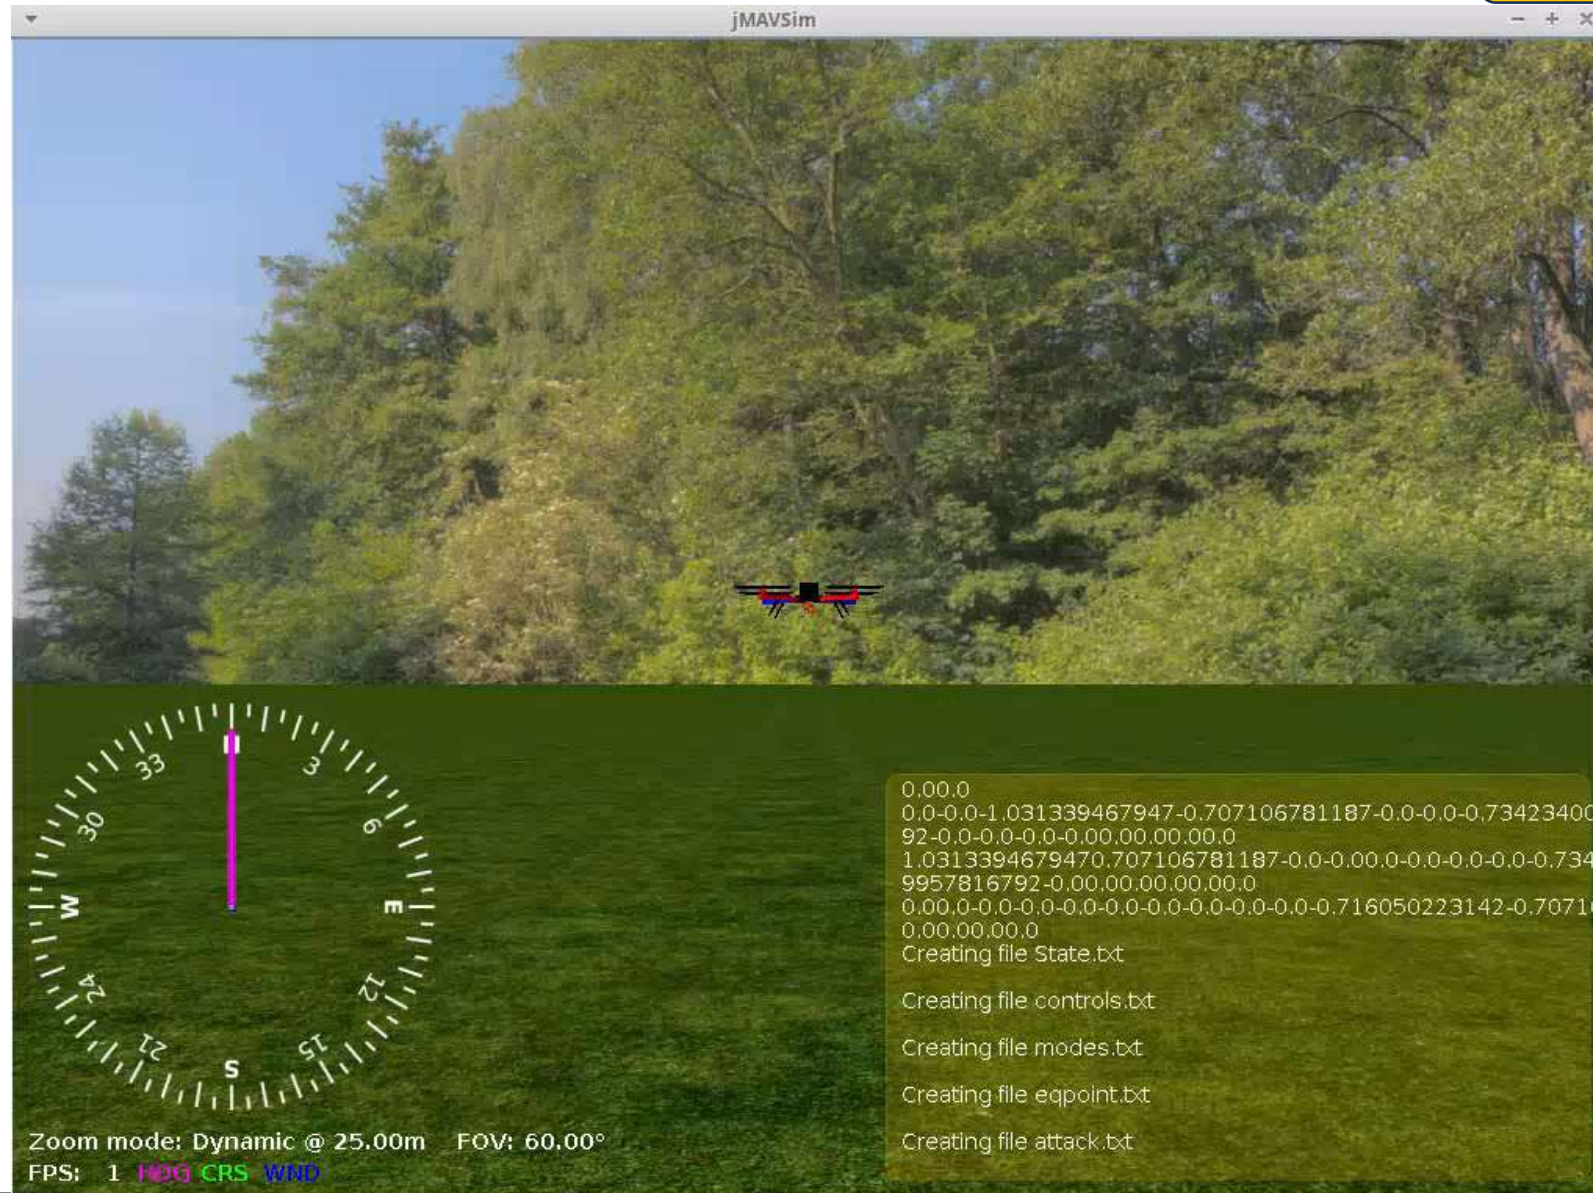 jMAVSim
N
33
3
30
6
W
E
24
12
21
15
S
0.00.0
0.0-0.0-1.031339467947-0.707106781187-0.0-0.0-0.73423400
92-0.0-0.0-0.0-0.00.00.00.00.0
1.0313394679470.707106781187-0.0-0.00.0-0.0-0.0-0.0-0.734
9957816792-0.00.00.00.00.00.0
0.00.0-0.0-0.0-0.0-0.0-0.0-0.0-0.0-0.0-0.716050223142-0.7071
0.00.00.00.0
Creating file State.txt
Creating file controls.txt
Creating file modes.txt
Creating file eqpoint.txt
Creating file attack.txt
Zoom mode: Dynamic @ 25.00m FOV: 60.00°
FPS: 1 HDG CRS WND